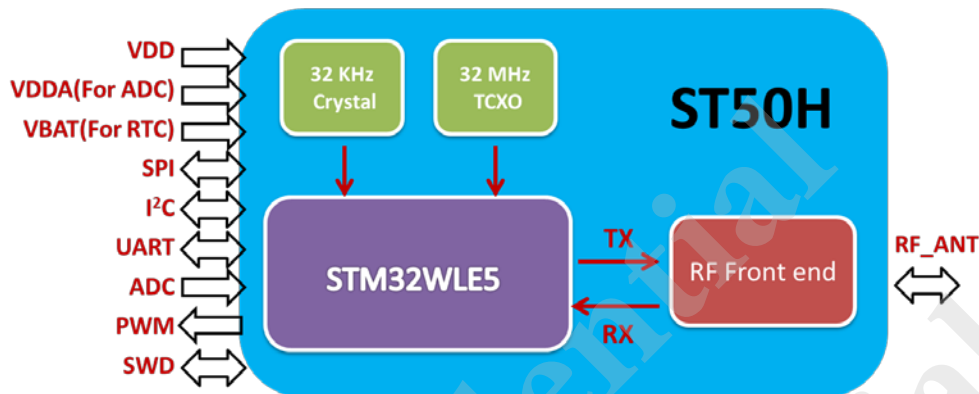 VDD
VDDA(For ADC)
VBAT(For RTC)
SPI
I²C
UART
ADC
PWM
SWD
32 KHz
Crystal
32 MHz
TCXO
ST50H
STM32WLE5
TX
RX
RF Front end
RF_ANT